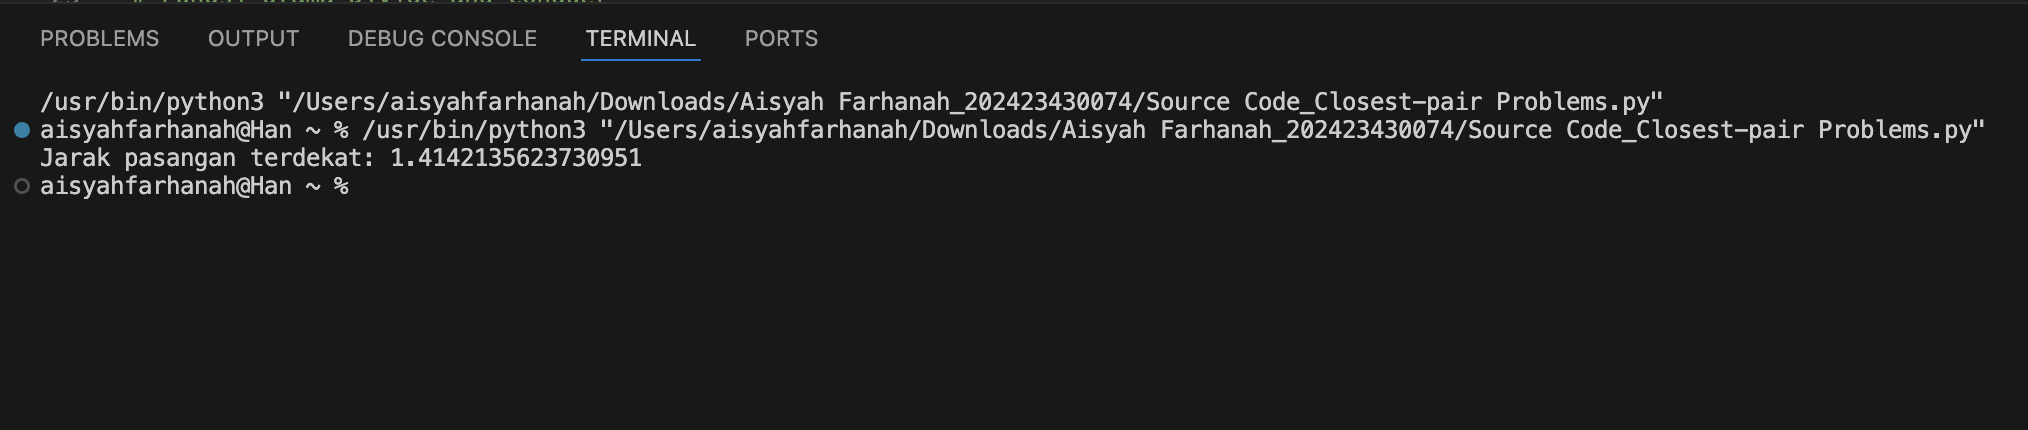 PROBLEMS OUTPUT DEBUG CONSOLE TERMINAL PORTS
/usr/bin/python3 "/Users/aisyahfarhanah/Downloads/Aisyah Farhanah_202423430074/Source Code_Closest-pair Problems.py"
aisyahfarhanah@Han ~ % /usr/bin/python3 "/Users/aisyahfarhanah/Downloads/Aisyah Farhanah_202423430074/Source Code_Closest-pair Problems.py"
Jarak pasangan terdekat: 1.4142135623730951
aisyahfarhanah@Han ~ %